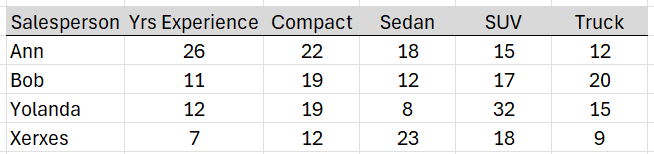 Salesperson Yrs Experience Compact Sedan SUV Truck
Ann 26 22 18 15 12
Bob 11 19 12 17 20
Yolanda 12 19 8 32 15
Xerxes 7 12 23 18 9